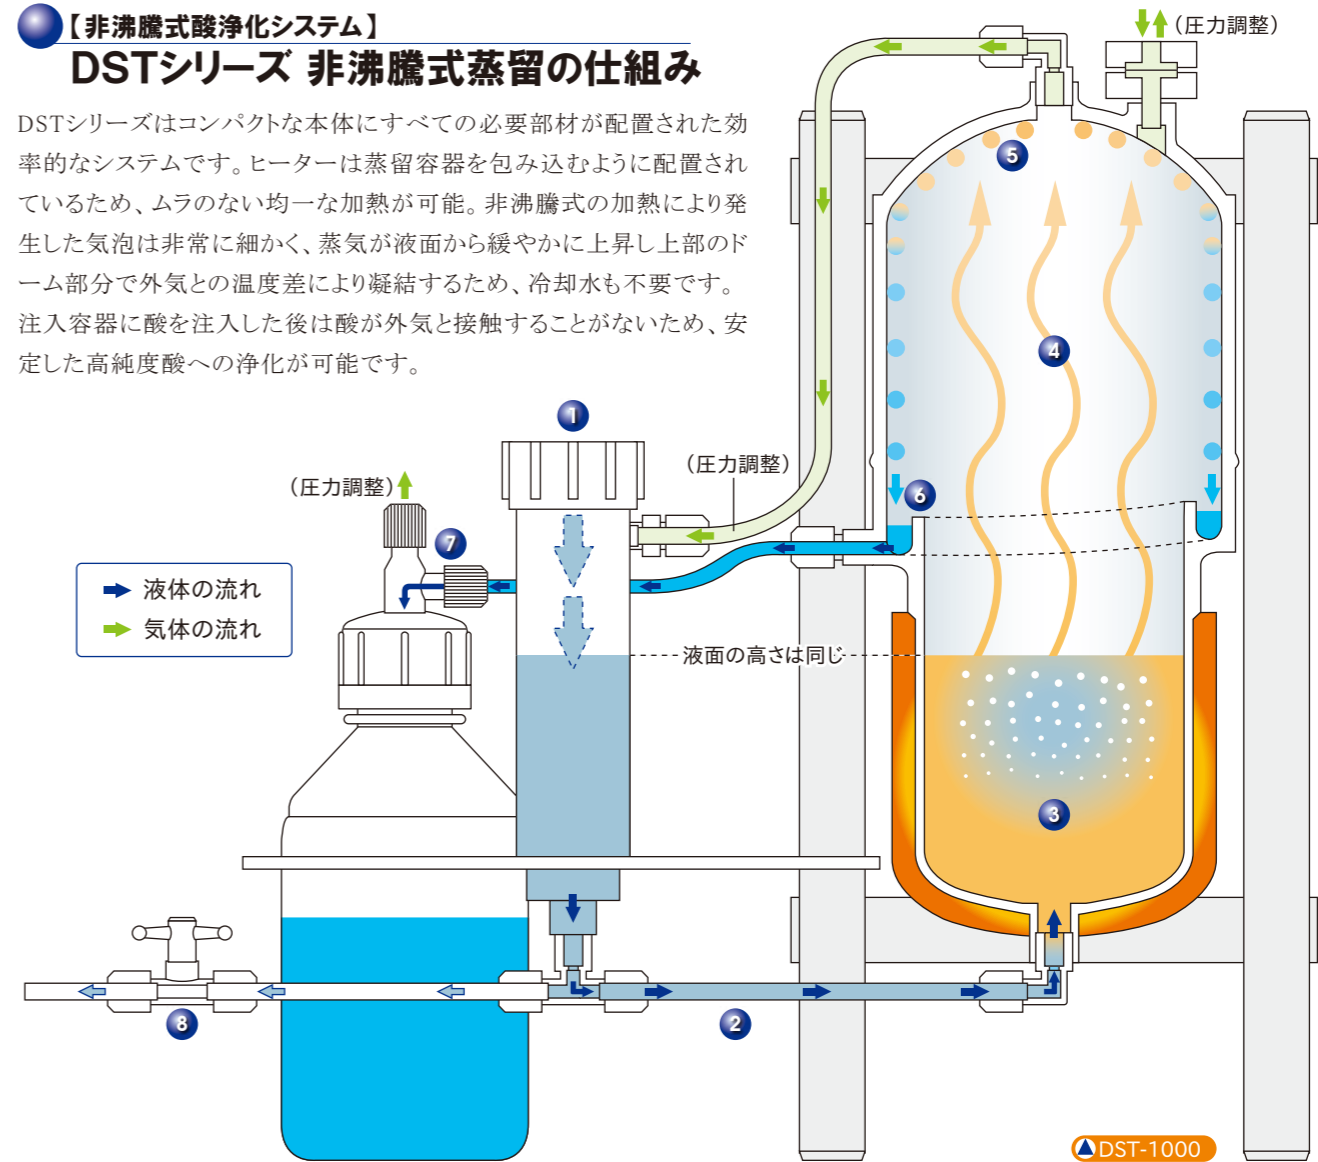 【非沸騰式酸浄化システム】
DSTシリーズ 非沸騰式蒸留の仕組み
DSTシリーズはコンパクトな本体にすべての必要部材が配置された効
率的なシステムです。ヒーターは蒸留容器を包み込むように配置され
ているため、ムラのない均一な加熱が可能。非沸騰式の加熱により発
生した気泡は非常に細かく、蒸気が液面から緩やかに上昇し上部のド
ーム部分で外気との温度差により凝結するため、冷却水も不要です。
注入容器に酸を注入した後は酸が外気と接触することがないため、安
定した高純度酸への浄化が可能です。
（圧力調整）
5
4
1
（圧力調整）
（圧力調整）
6
7
液体の流れ
気体の流れ
液面の高さは同じ
3
8
2
DST-1000